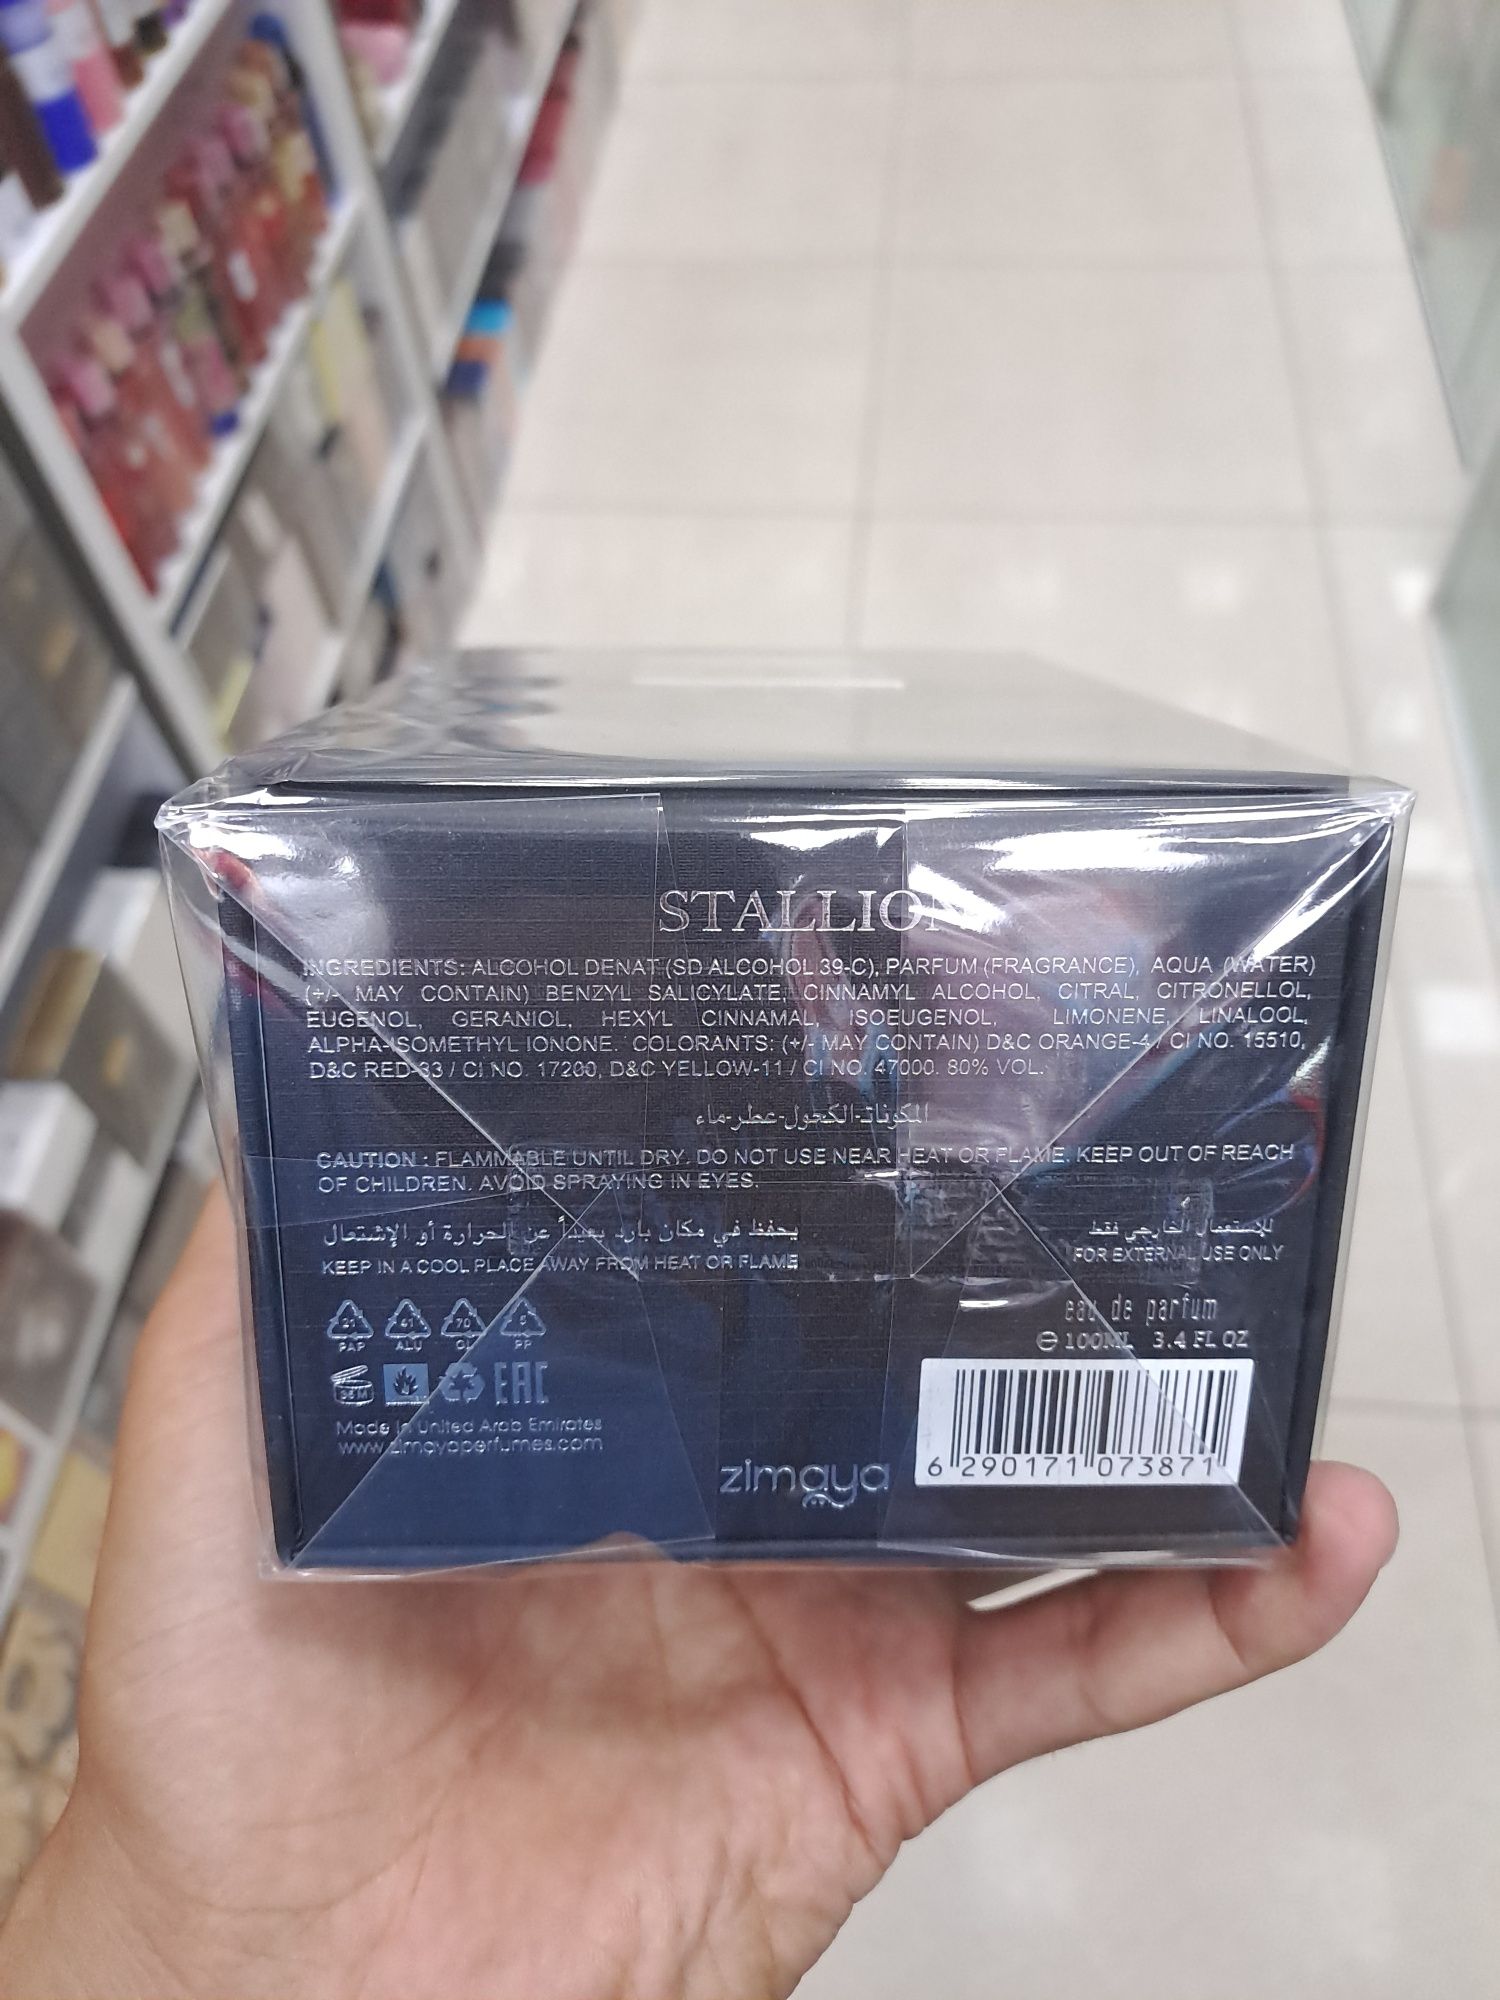 STALLION
INGREDIENTS: ALCOHOL DENAT (SD ALCOHOL 39-C), PARFUM (FRAGRANCE), AQUA (WATER)
(+/- MAY CONTAIN) BENZYL SALICYLATE, CINNAMYL ALCOHOL, CITRAL, CITRONELLOL,
EUGENOL, GERANIOL, HEXYL CINNAMAL, ISOEUGENOL, LIMONENE, LINALOOL,
ALPHA-ISOMETHYL IONONE. COLORANTS: (+/- MAY CONTAIN) D&C ORANGE-4 / CI NO. 15510,
D&C RED-33 / CI NO. 17200, D&C YELLOW-11 / CI NO. 47000. 80% VOL.
المكونات-الكحول-عطر-ماء
CAUTION : FLAMMABLE UNTIL DRY. DO NOT USE NEAR HEAT OR FLAME. KEEP OUT OF REACH
OF CHILDREN. AVOID SPRAYING IN EYES.
يحفظ في مكان بارد بعيداً عن الحرارة أو الإشتعال
للإستعمال الخارجي فقط
KEEP IN A COOL PLACE AWAY FROM HEAT OR FLAME
FOR EXTERNAL USE ONLY
21 41 70 5
PAP ALU GL PP
eau de parfum
e 100ML 3.4 FL OZ
36 M EAC
Made in United Arab Emirates
www.zimayaperfumes.com
zimaya
6 290171 073871